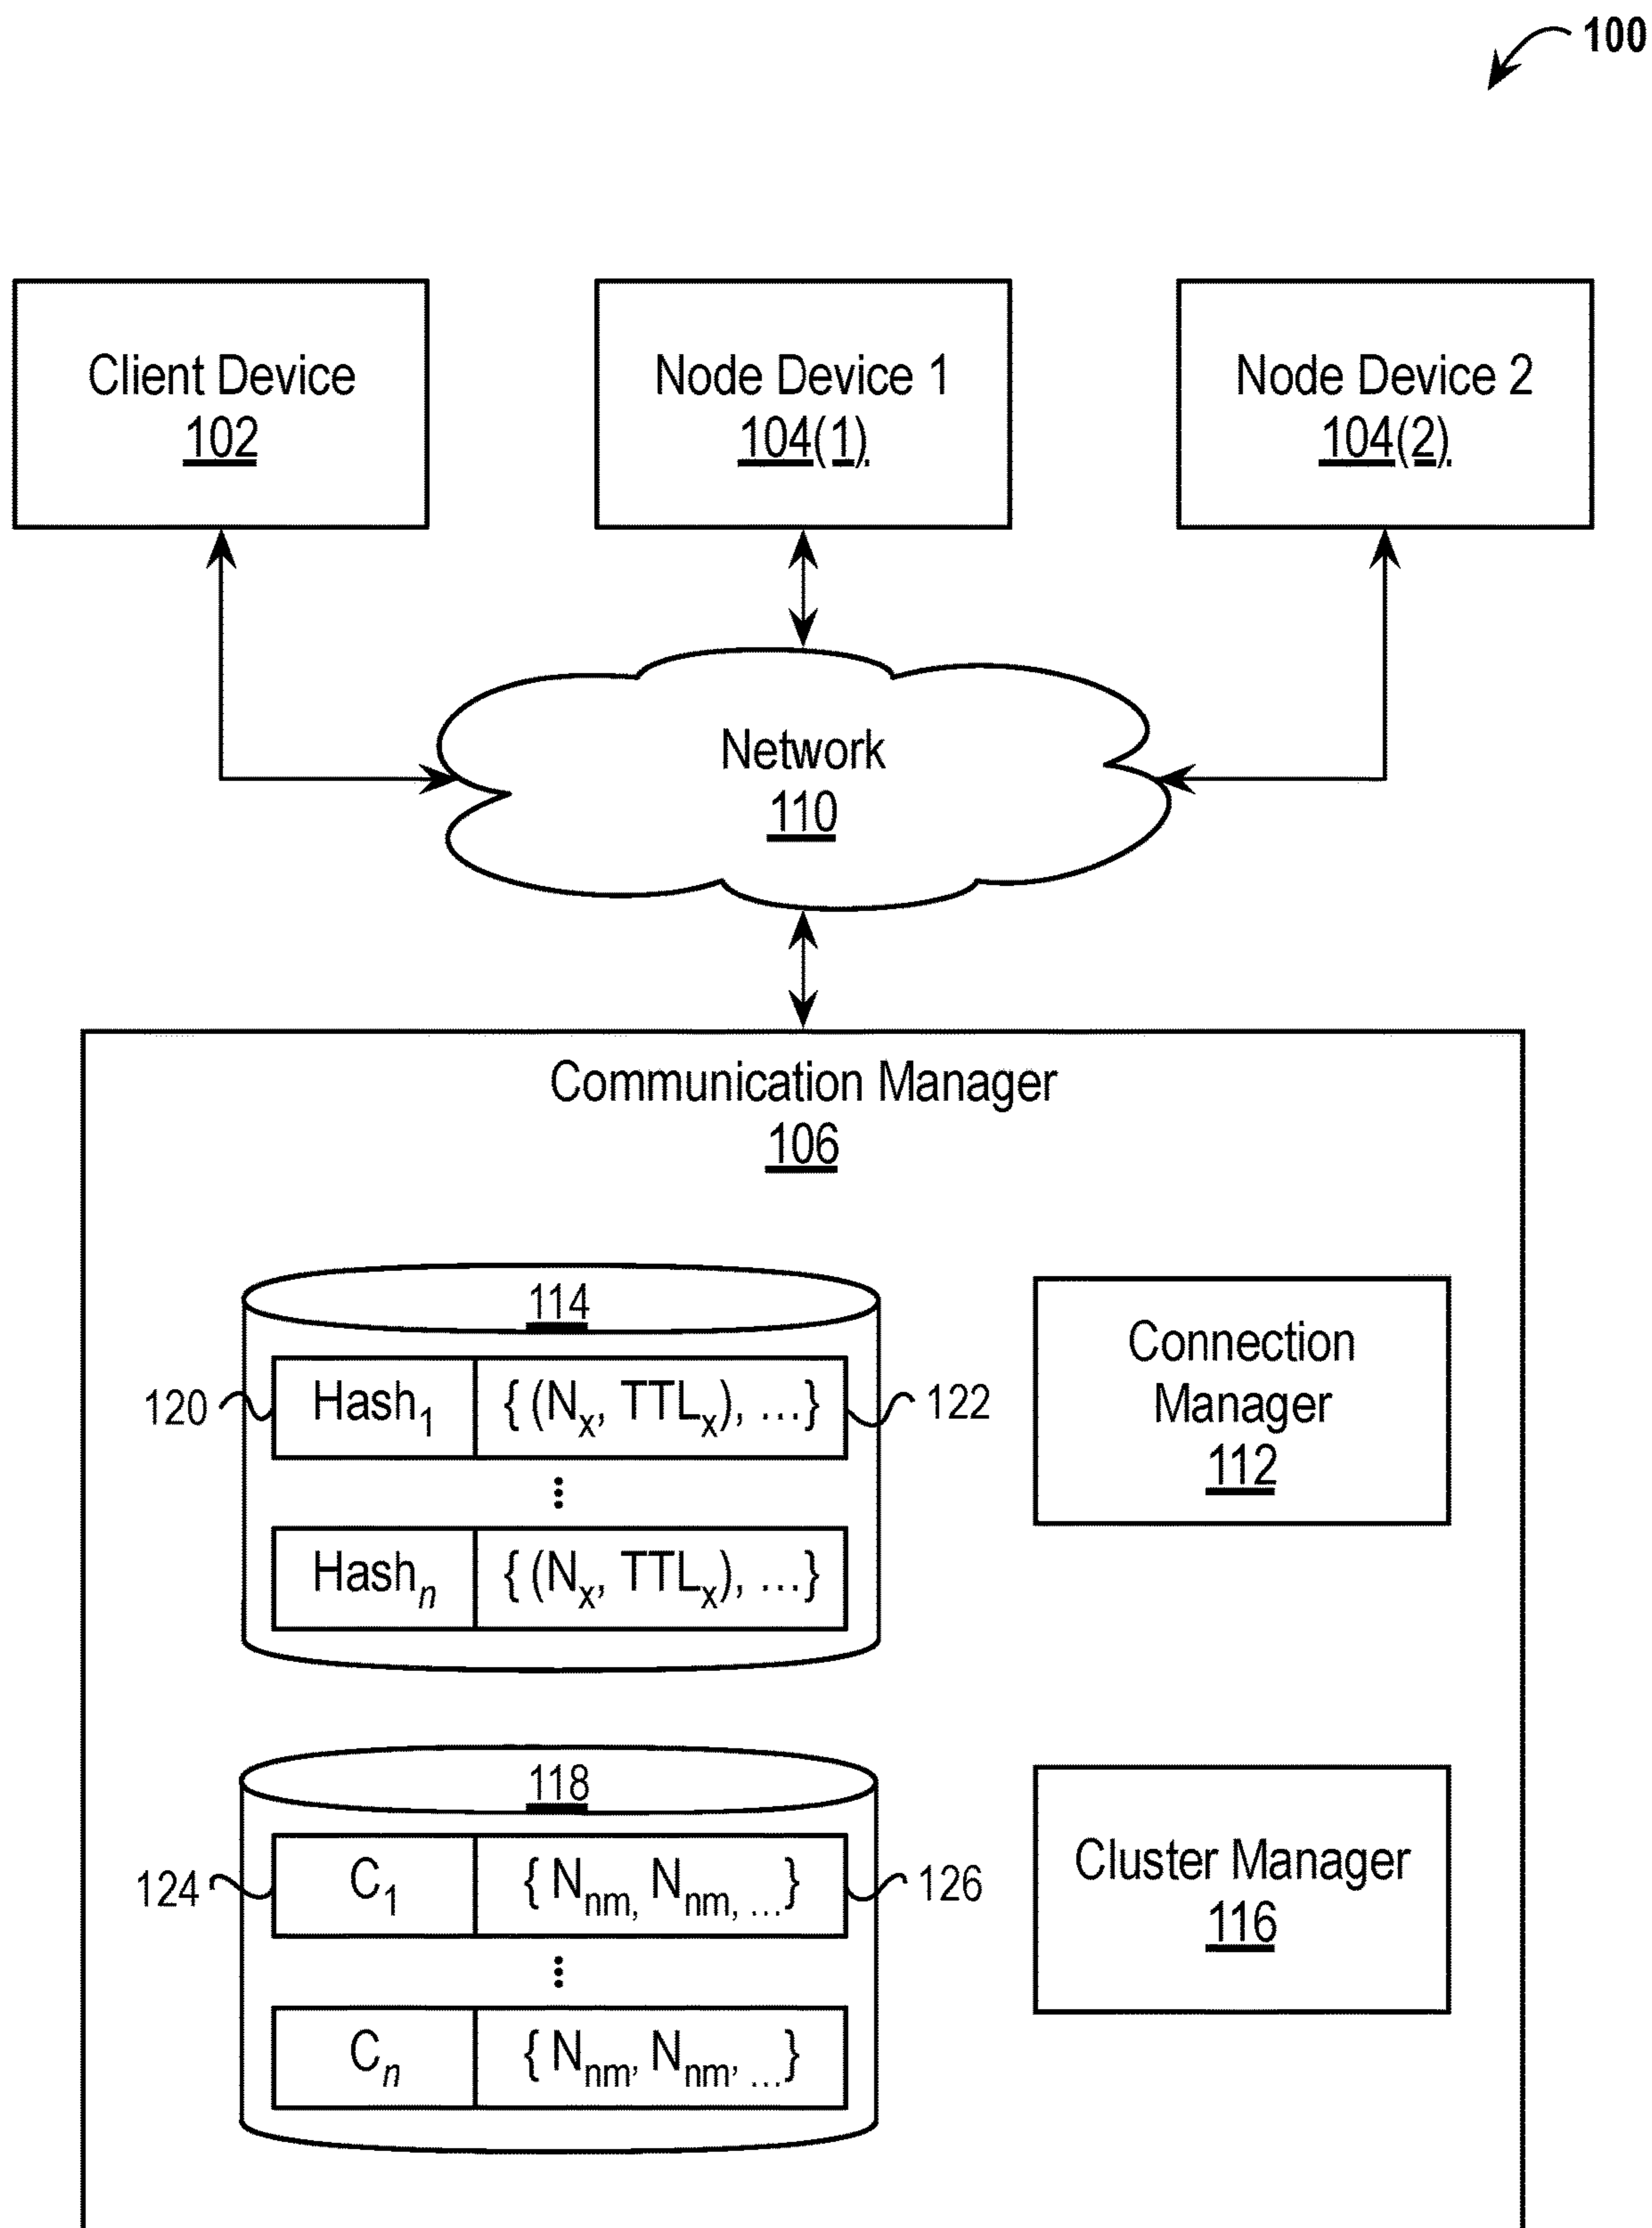 100
Client Device
102
Node Device 1
104(1)
Node Device 2
104(2)
Network
110
Communication Manager
106
114
120
Hash1
{ (Nx, TTLx), ...}
122
Hashn
{ (Nx, TTLx), ...}
Connection
Manager
112
118
124
C1
{ Nnm, Nnm, ...}
126
Cn
{ Nnm, Nnm, ...}
Cluster Manager
116